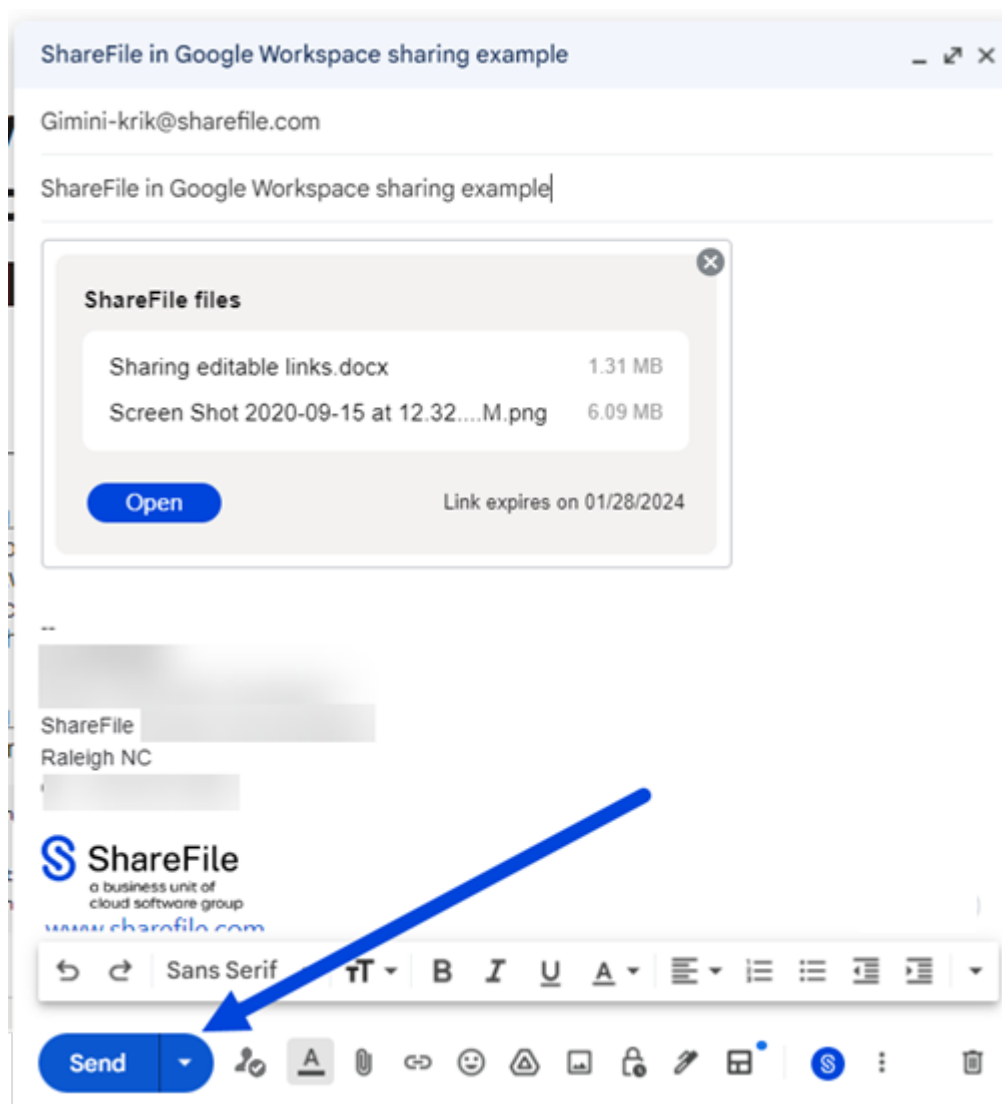 ShareFile in Google Workspace sharing example
Gimini-krik@sharefile.com
ShareFile in Google Workspace sharing example
ShareFile files
Sharing editable links.docx 1.31 MB
Screen Shot 2020-09-15 at 12.32....M.png 6.09 MB
Open Link expires on 01/28/2024
--
ShareFile
Raleigh NC
ShareFile
a business unit of
cloud software group
www.sharefile.com
Sans Serif
Send